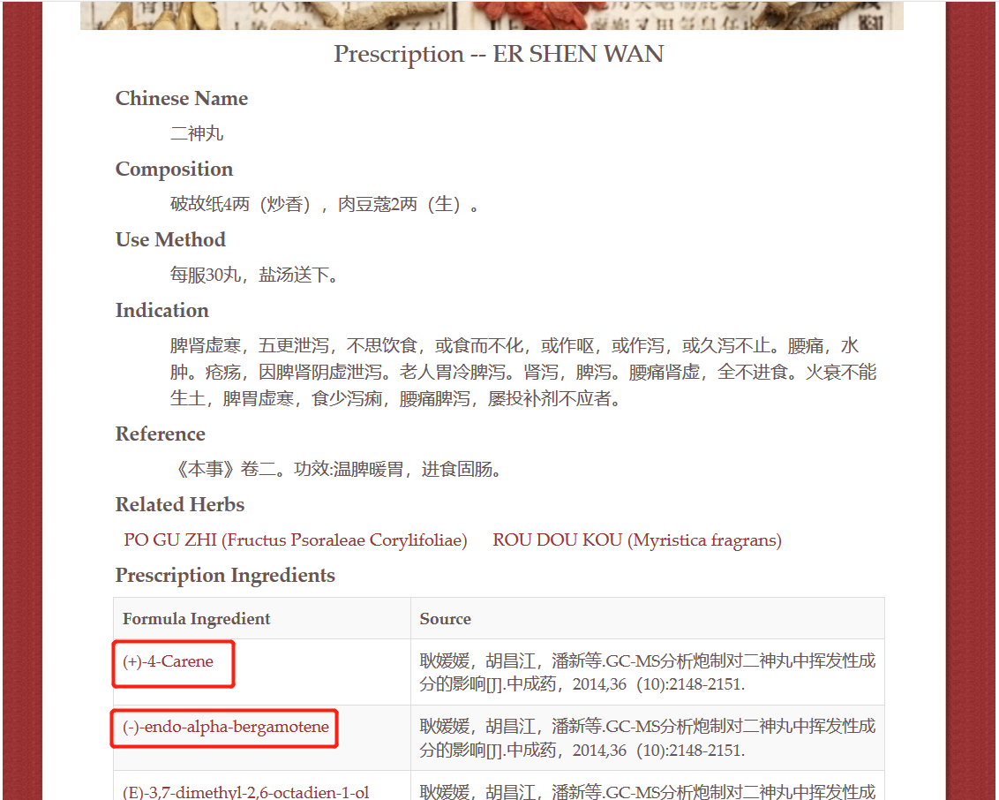 Prescription -- ER SHEN WAN
Chinese Name
二神丸
Composition
破故纸4两（炒香），肉豆蔻2两（生）。
Use Method
每服30丸，盐汤送下。
Indication
脾肾虚寒，五更泄泻，不思饮食，或食而不化，或作呕，或作泻，或久泻不止。腰痛，水
肿。疮疡，因脾肾阴虚泄泻。老人胃冷脾泻。肾泻，脾泻。腰痛肾虚，全不进食。火衰不能
生土，脾胃虚寒，食少泻痢，腰痛脾泻，屡投补剂不应者。
Reference
《本事》卷二。功效:温脾暖胃，进食固肠。
Related Herbs
PO GU ZHI (Fructus Psoraleae Corylifoliae) ROU DOU KOU (Myristica fragrans)
Prescription Ingredients
Formula Ingredient Source
(+)-4-Carene 耿媛媛，胡昌江，潘新等.GC-MS分析炮制对二神丸中挥发性成
分的影响[J].中成药，2014,36（10):2148-2151.
(-)-endo-alpha-bergamotene 耿媛媛，胡昌江，潘新等.GC-MS分析炮制对二神丸中挥发性成
分的影响[J].中成药，2014,36（10):2148-2151.
(E)-3,7-dimethyl-2,6-octadien-1-ol 耿媛媛，胡昌江，潘新等.GC-MS分析炮制对二神丸中挥发性成